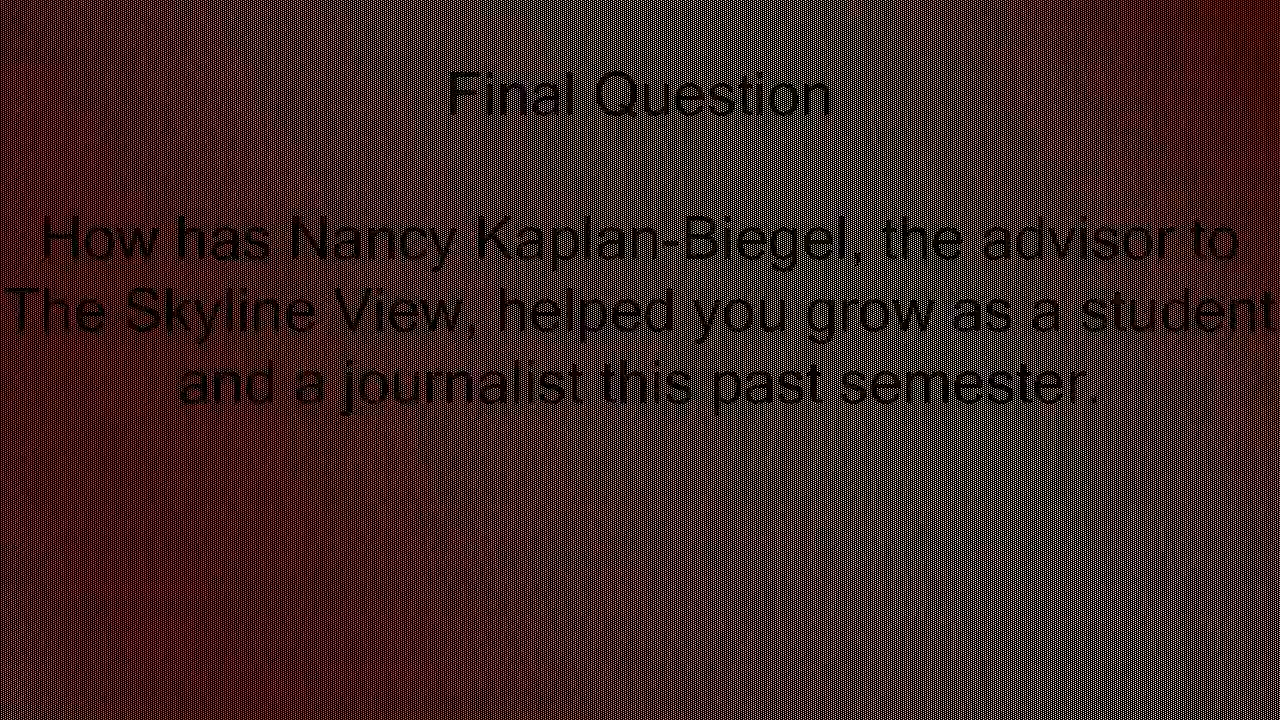 Final Question
How has Nancy Kaplan-Biegel, the advisor to
The Skyline View, helped you grow as a student
and a journalist this past semester.